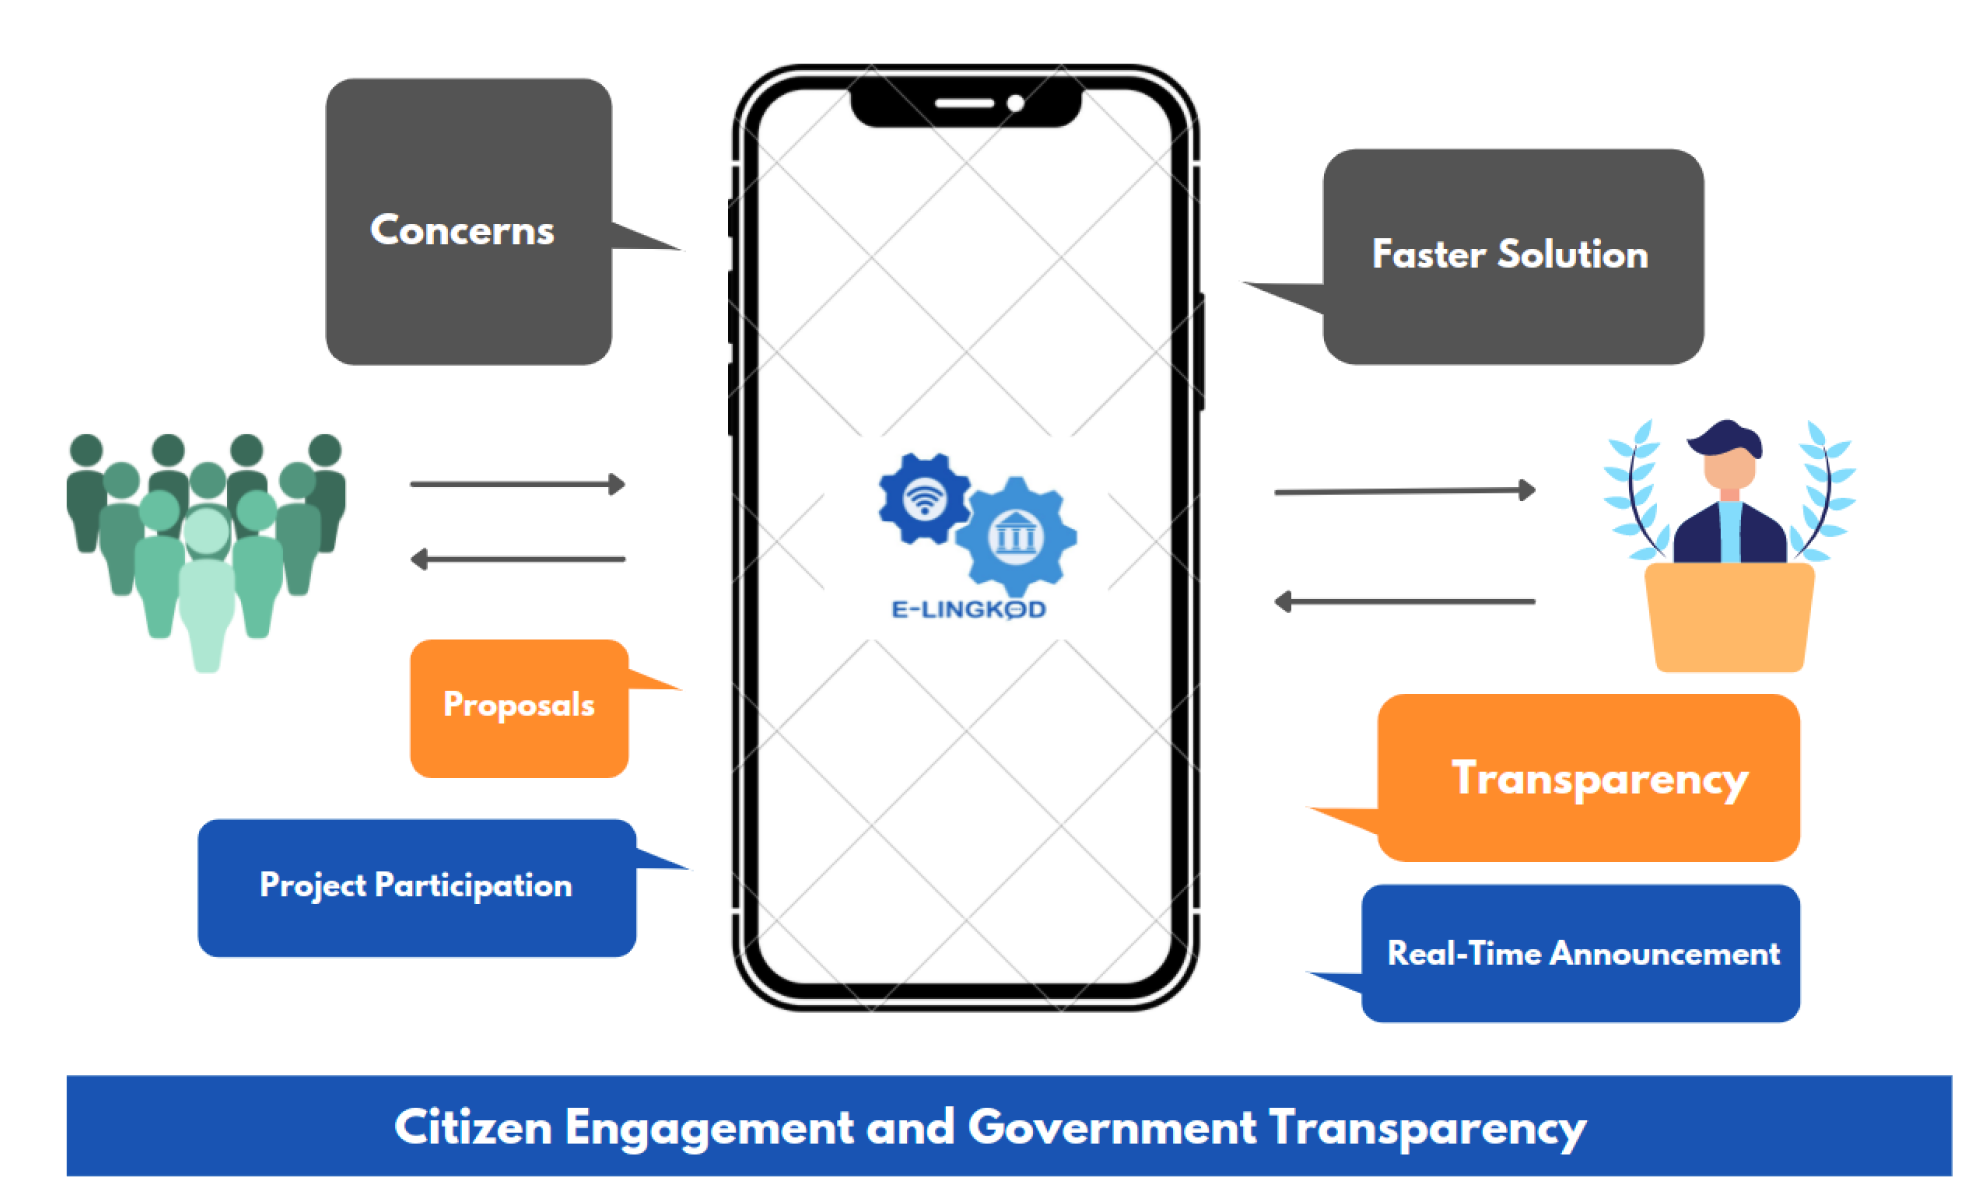 Concerns
Faster Solution
E-LINGKOD
Proposals
Transparency
Project Participation
Real-Time Announcement
Citizen Engagement and Government Transparency